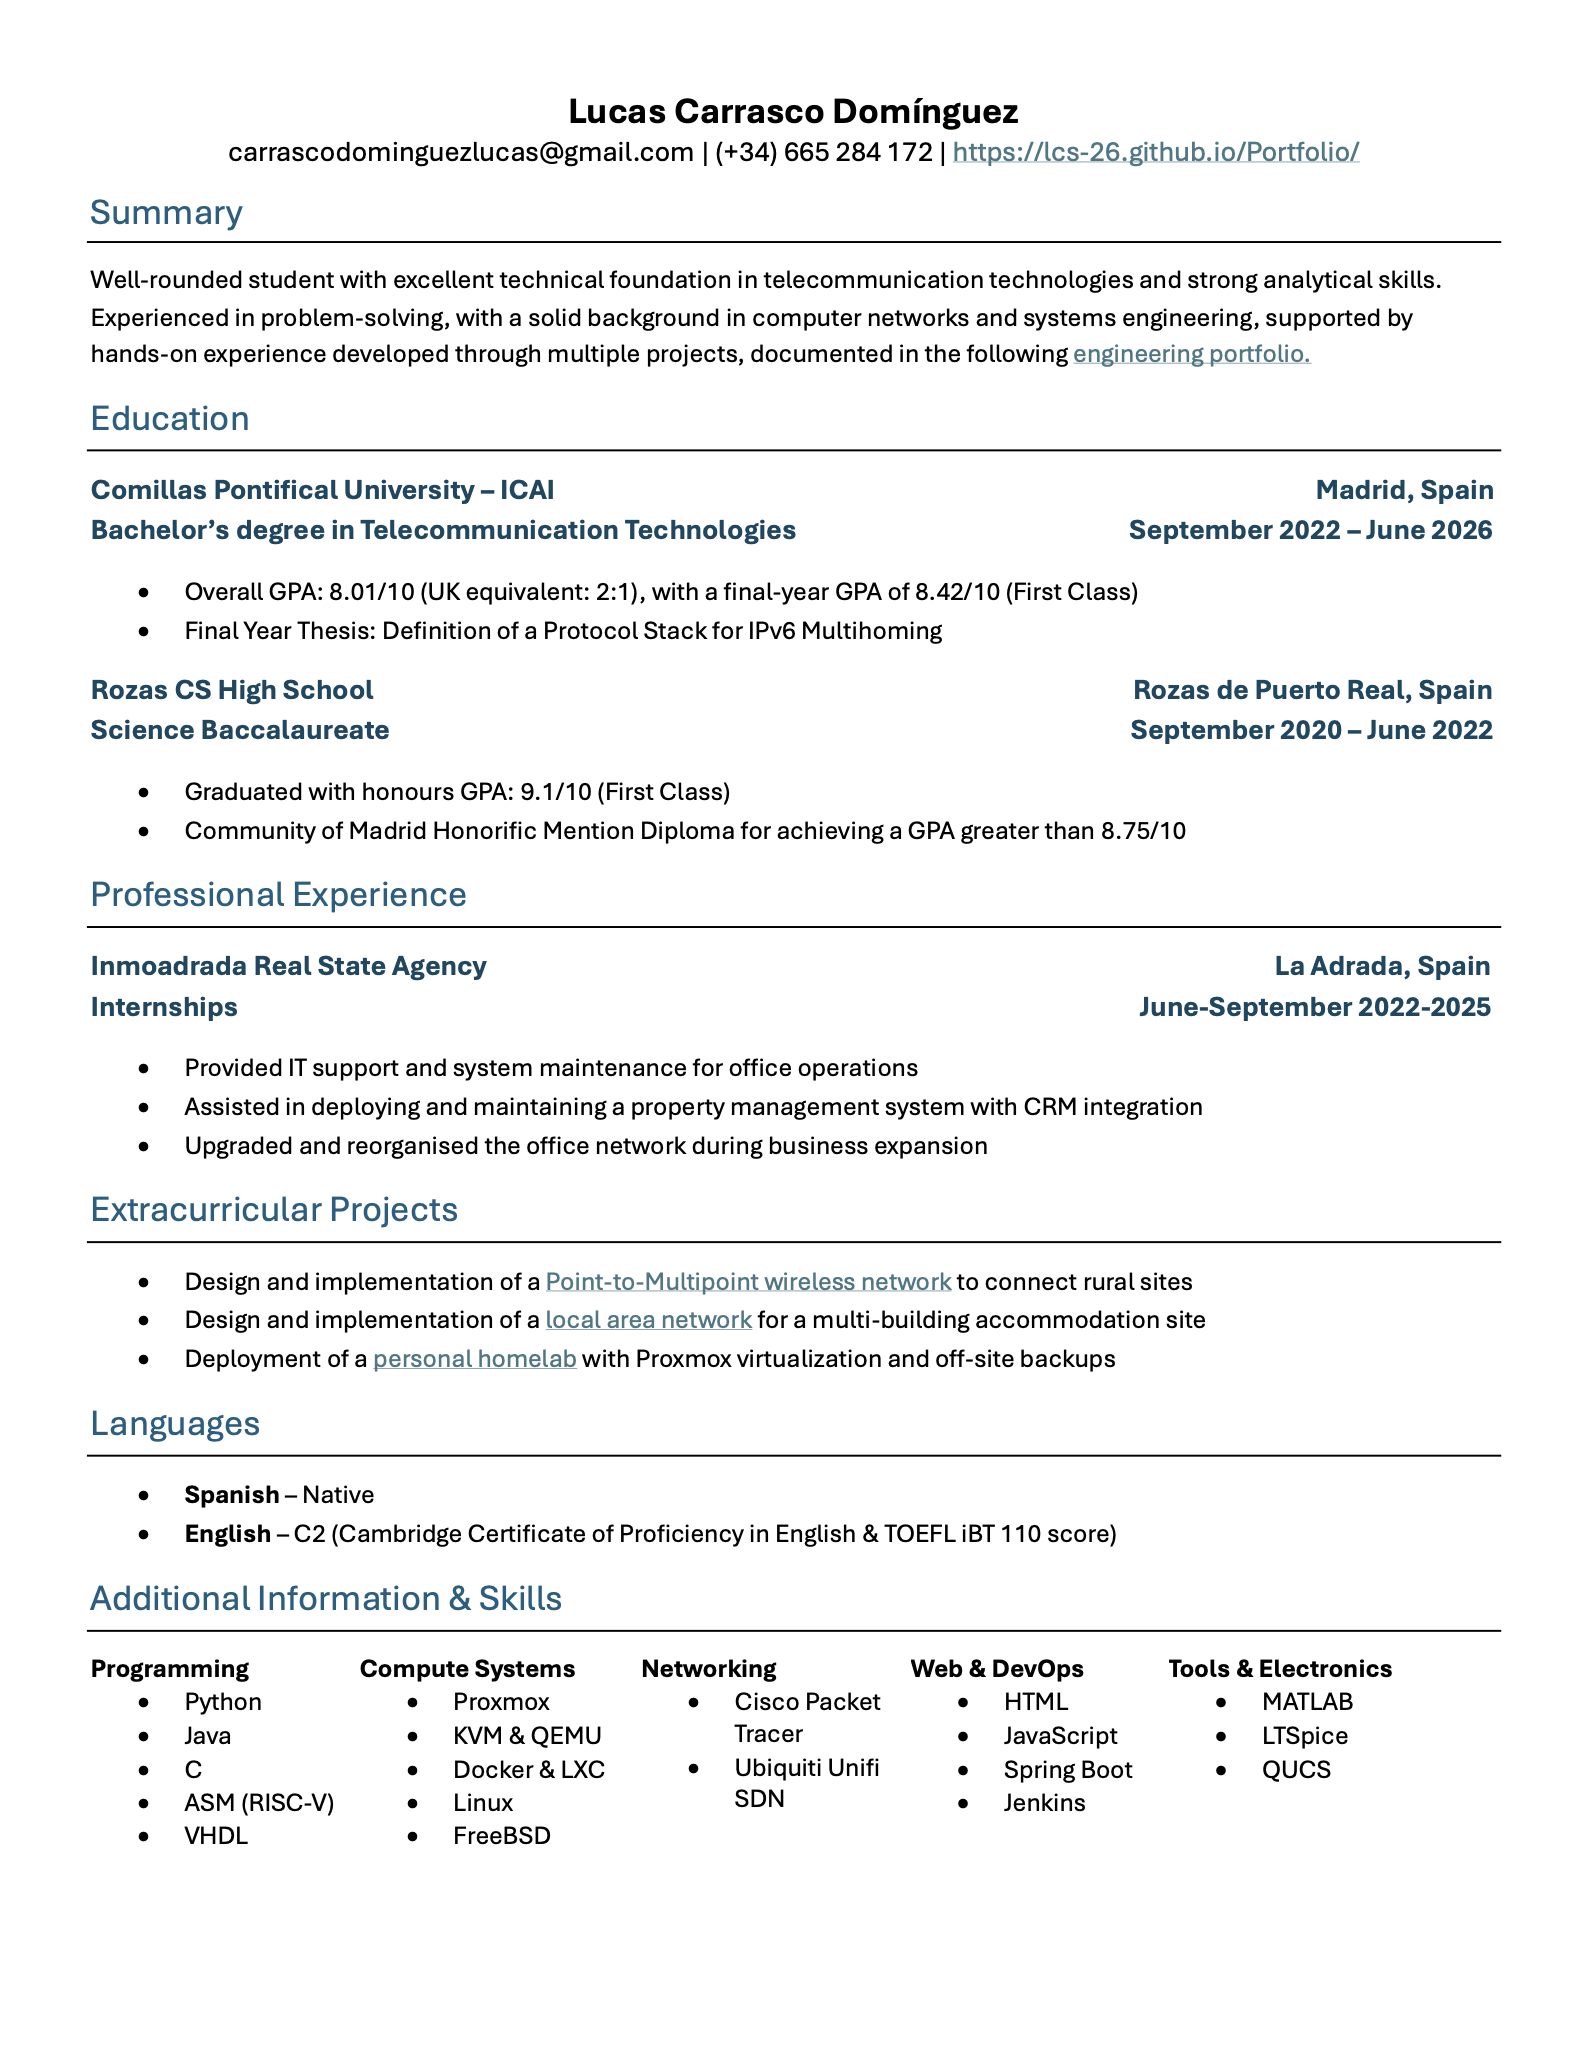 Lucas Carrasco Domínguez
carrascodominguezlucas@gmail.com | (+34) 665 284 172 | https://lcs-26.github.io/Portfolio/
Summary
Well-rounded student with excellent technical foundation in telecommunication technologies and strong analytical skills.
Experienced in problem-solving, with a solid background in computer networks and systems engineering, supported by
hands-on experience developed through multiple projects, documented in the following engineering portfolio.
Education
Comillas Pontifical University – ICAI Madrid, Spain
Bachelor’s degree in Telecommunication Technologies September 2022 – June 2026
• Overall GPA: 8.01/10 (UK equivalent: 2:1), with a final-year GPA of 8.42/10 (First Class)
• Final Year Thesis: Definition of a Protocol Stack for IPv6 Multihoming
Rozas CS High School Rozas de Puerto Real, Spain
Science Baccalaureate September 2020 – June 2022
• Graduated with honours GPA: 9.1/10 (First Class)
• Community of Madrid Honorific Mention Diploma for achieving a GPA greater than 8.75/10
Professional Experience
Inmoadrada Real State Agency La Adrada, Spain
Internships June-September 2022-2025
• Provided IT support and system maintenance for office operations
• Assisted in deploying and maintaining a property management system with CRM integration
• Upgraded and reorganised the office network during business expansion
Extracurricular Projects
• Design and implementation of a Point-to-Multipoint wireless network to connect rural sites
• Design and implementation of a local area network for a multi-building accommodation site
• Deployment of a personal homelab with Proxmox virtualization and off-site backups
Languages
• Spanish – Native
• English – C2 (Cambridge Certificate of Proficiency in English & TOEFL iBT 110 score)
Additional Information & Skills
Programming
• Python
• Java
• C
• ASM (RISC-V)
• VHDL
Compute Systems
• Proxmox
• KVM & QEMU
• Docker & LXC
• Linux
• FreeBSD
Networking
• Cisco Packet
Tracer
• Ubiquiti Unifi
SDN
Web & DevOps
• HTML
• JavaScript
• Spring Boot
• Jenkins
Tools & Electronics
• MATLAB
• LTSpice
• QUCS